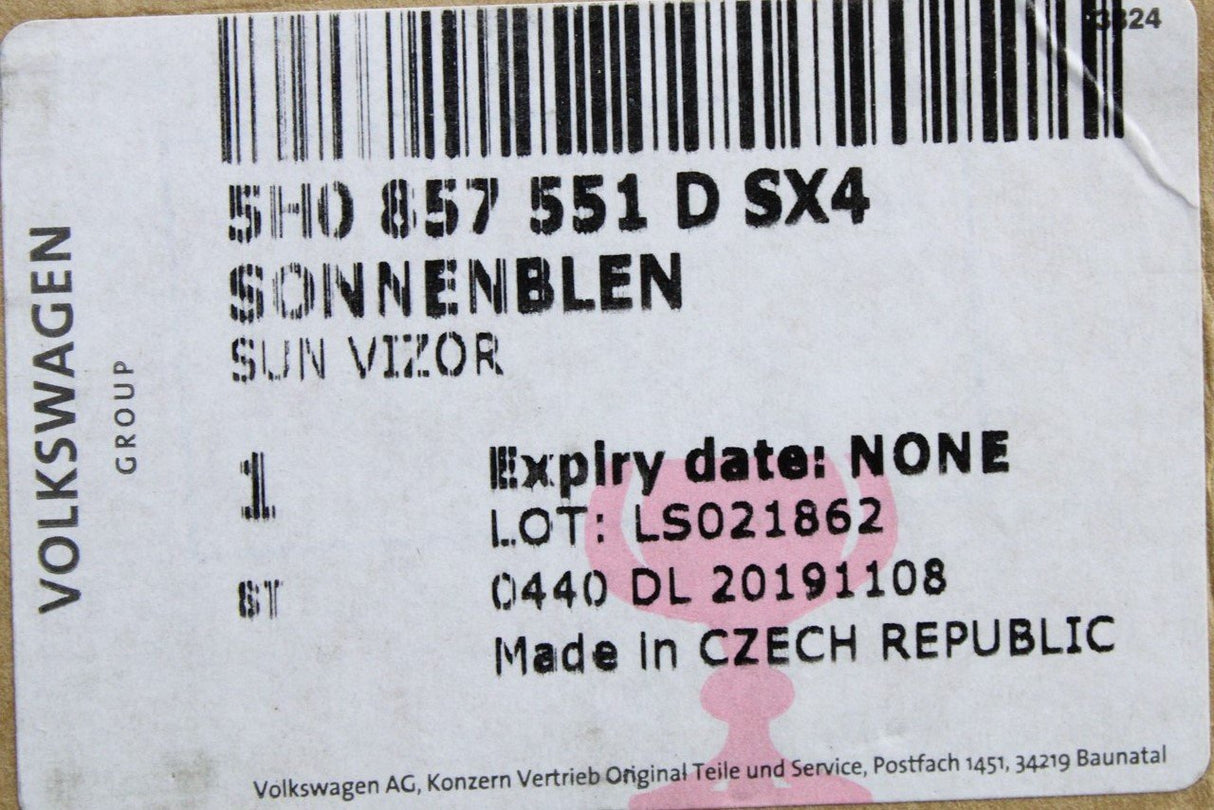 3324
5H0 857 551 D SX4
SONNENBLEN
SUN VIZOR
VOLKSWAGEN
GROUP
1
ST
Expiry date: NONE
LOT: LS021862
0440 DL 20191108
Made in CZECH REPUBLIC
Volkswagen AG, Konzern Vertrieb Original Teile und Service, Postfach 1451, 34219 Baunatal